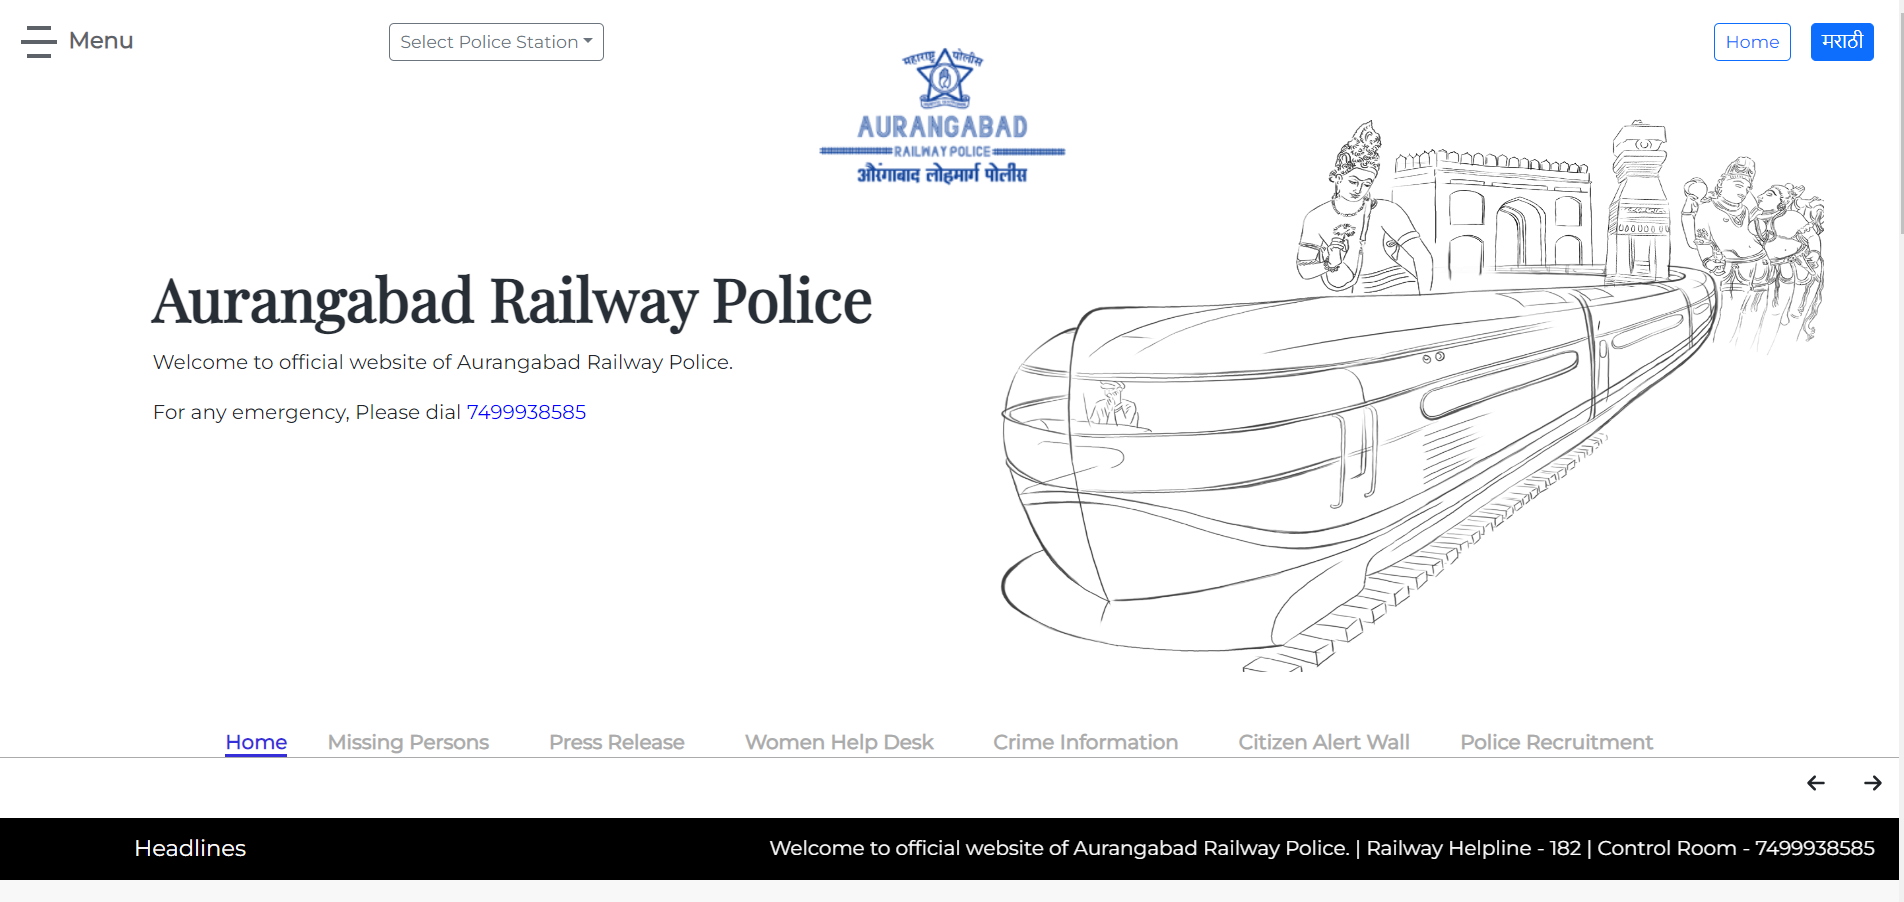 Menu
Select Police Station
Home
मराठी
महाराष्ट्र पोलीस
AURANGABAD
RAILWAY POLICE
औरंगाबाद लोहमार्ग पोलीस
Aurangabad Railway Police
Welcome to official website of Aurangabad Railway Police.
For any emergency, Please dial 7499938585
Home Missing Persons Press Release Women Help Desk Crime Information Citizen Alert Wall Police Recruitment
Headlines
Welcome to official website of Aurangabad Railway Police. | Railway Helpline - 182 | Control Room - 7499938585